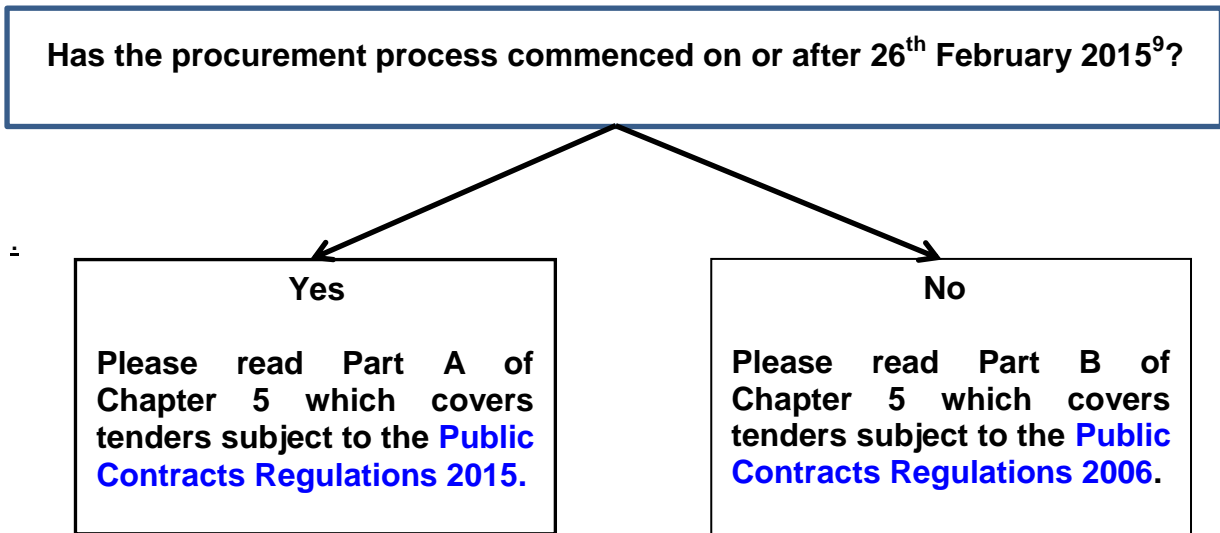 Has the procurement process commenced on or after 26th February 20159?
.
Yes
Please read Part A of
Chapter 5 which covers
tenders subject to the Public
Contracts Regulations 2015.
No
Please read Part B of
Chapter 5 which covers
tenders subject to the Public
Contracts Regulations 2006.